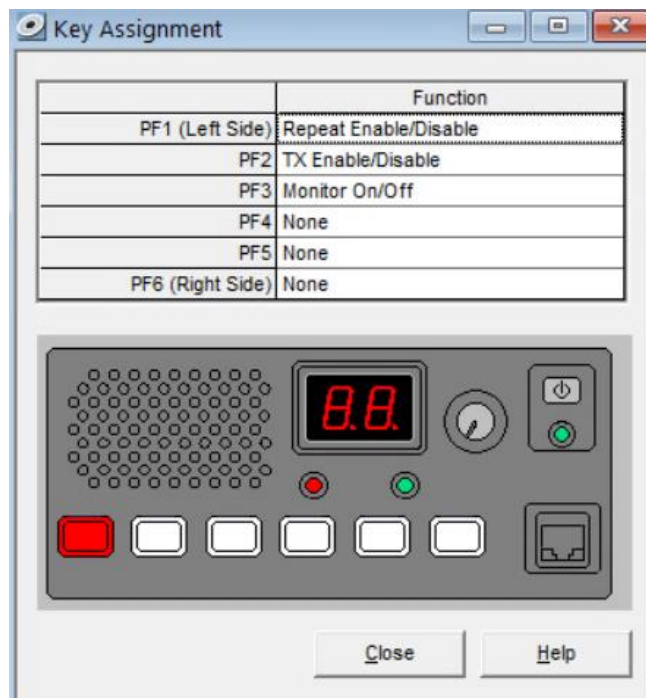 Key Assignment
Function
PF1 (Left Side) Repeat Enable/Disable
PF2 TX Enable/Disable
PF3 Monitor On/Off
PF4 None
PF5 None
PF6 (Right Side) None
8.8.
Close Help